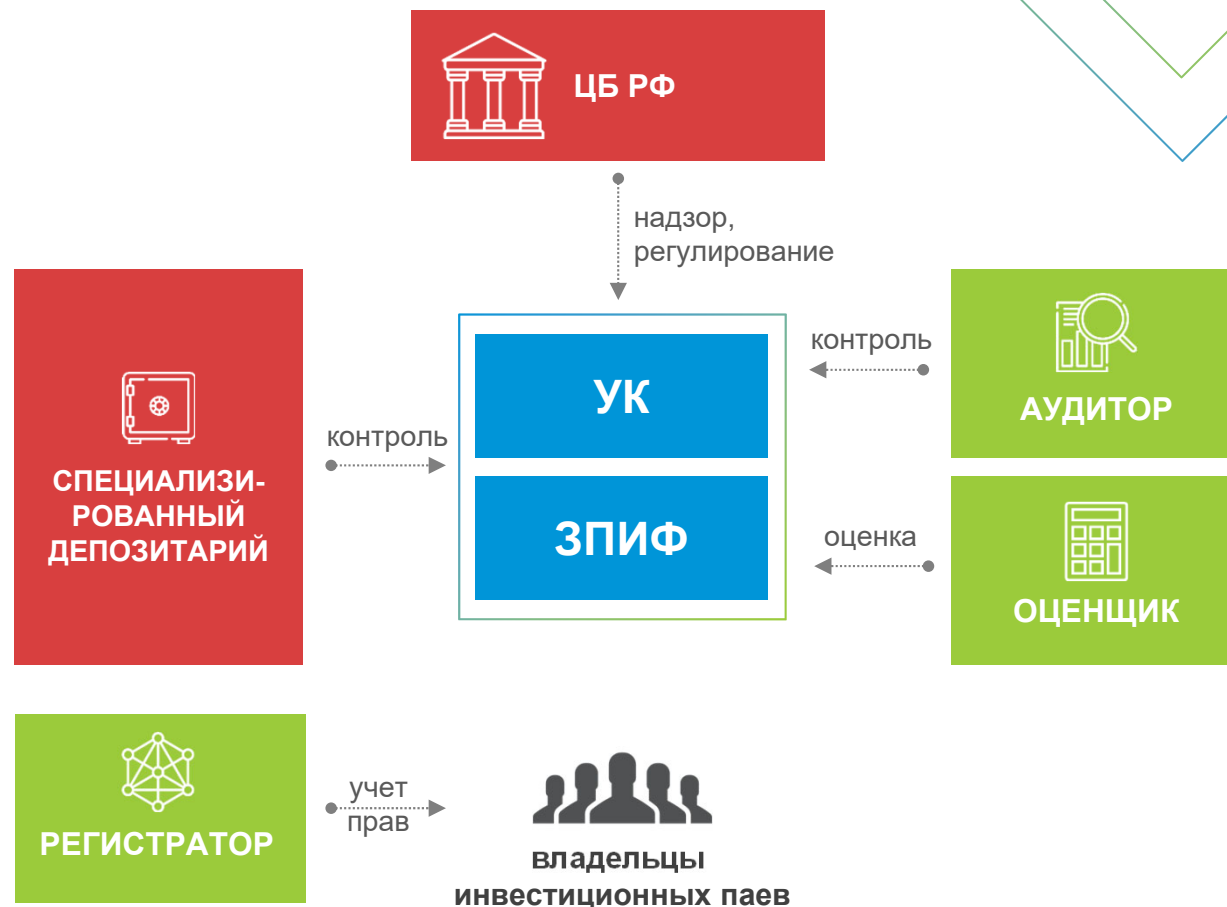 ЦБ РФ
надзор,
регулирование
СПЕЦИАЛИЗИ-
РОВАННЫЙ
ДЕПОЗИТАРИЙ
контроль
УК
ЗПИФ
контроль
АУДИТОР
оценка
ОЦЕНЩИК
РЕГИСТРАТОР
учет
прав
владельцы
инвестиционных паев